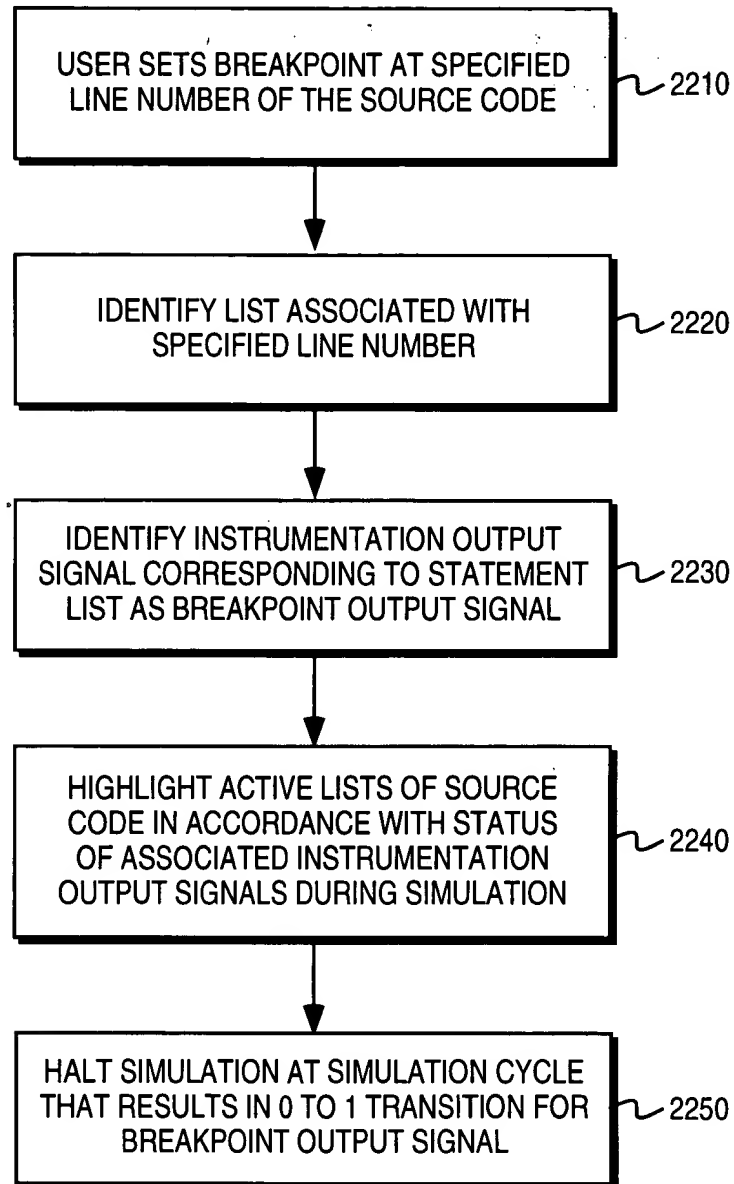 USER SETS BREAKPOINT AT SPECIFIED
LINE NUMBER OF THE SOURCE CODE
2210
IDENTIFY LIST ASSOCIATED WITH
SPECIFIED LINE NUMBER
2220
IDENTIFY INSTRUMENTATION OUTPUT
SIGNAL CORRESPONDING TO STATEMENT
LIST AS BREAKPOINT OUTPUT SIGNAL
2230
HIGHLIGHT ACTIVE LISTS OF SOURCE
CODE IN ACCORDANCE WITH STATUS
OF ASSOCIATED INSTRUMENTATION
OUTPUT SIGNALS DURING SIMULATION
2240
HALT SIMULATION AT SIMULATION CYCLE
THAT RESULTS IN 0 TO 1 TRANSITION FOR
BREAKPOINT OUTPUT SIGNAL
2250